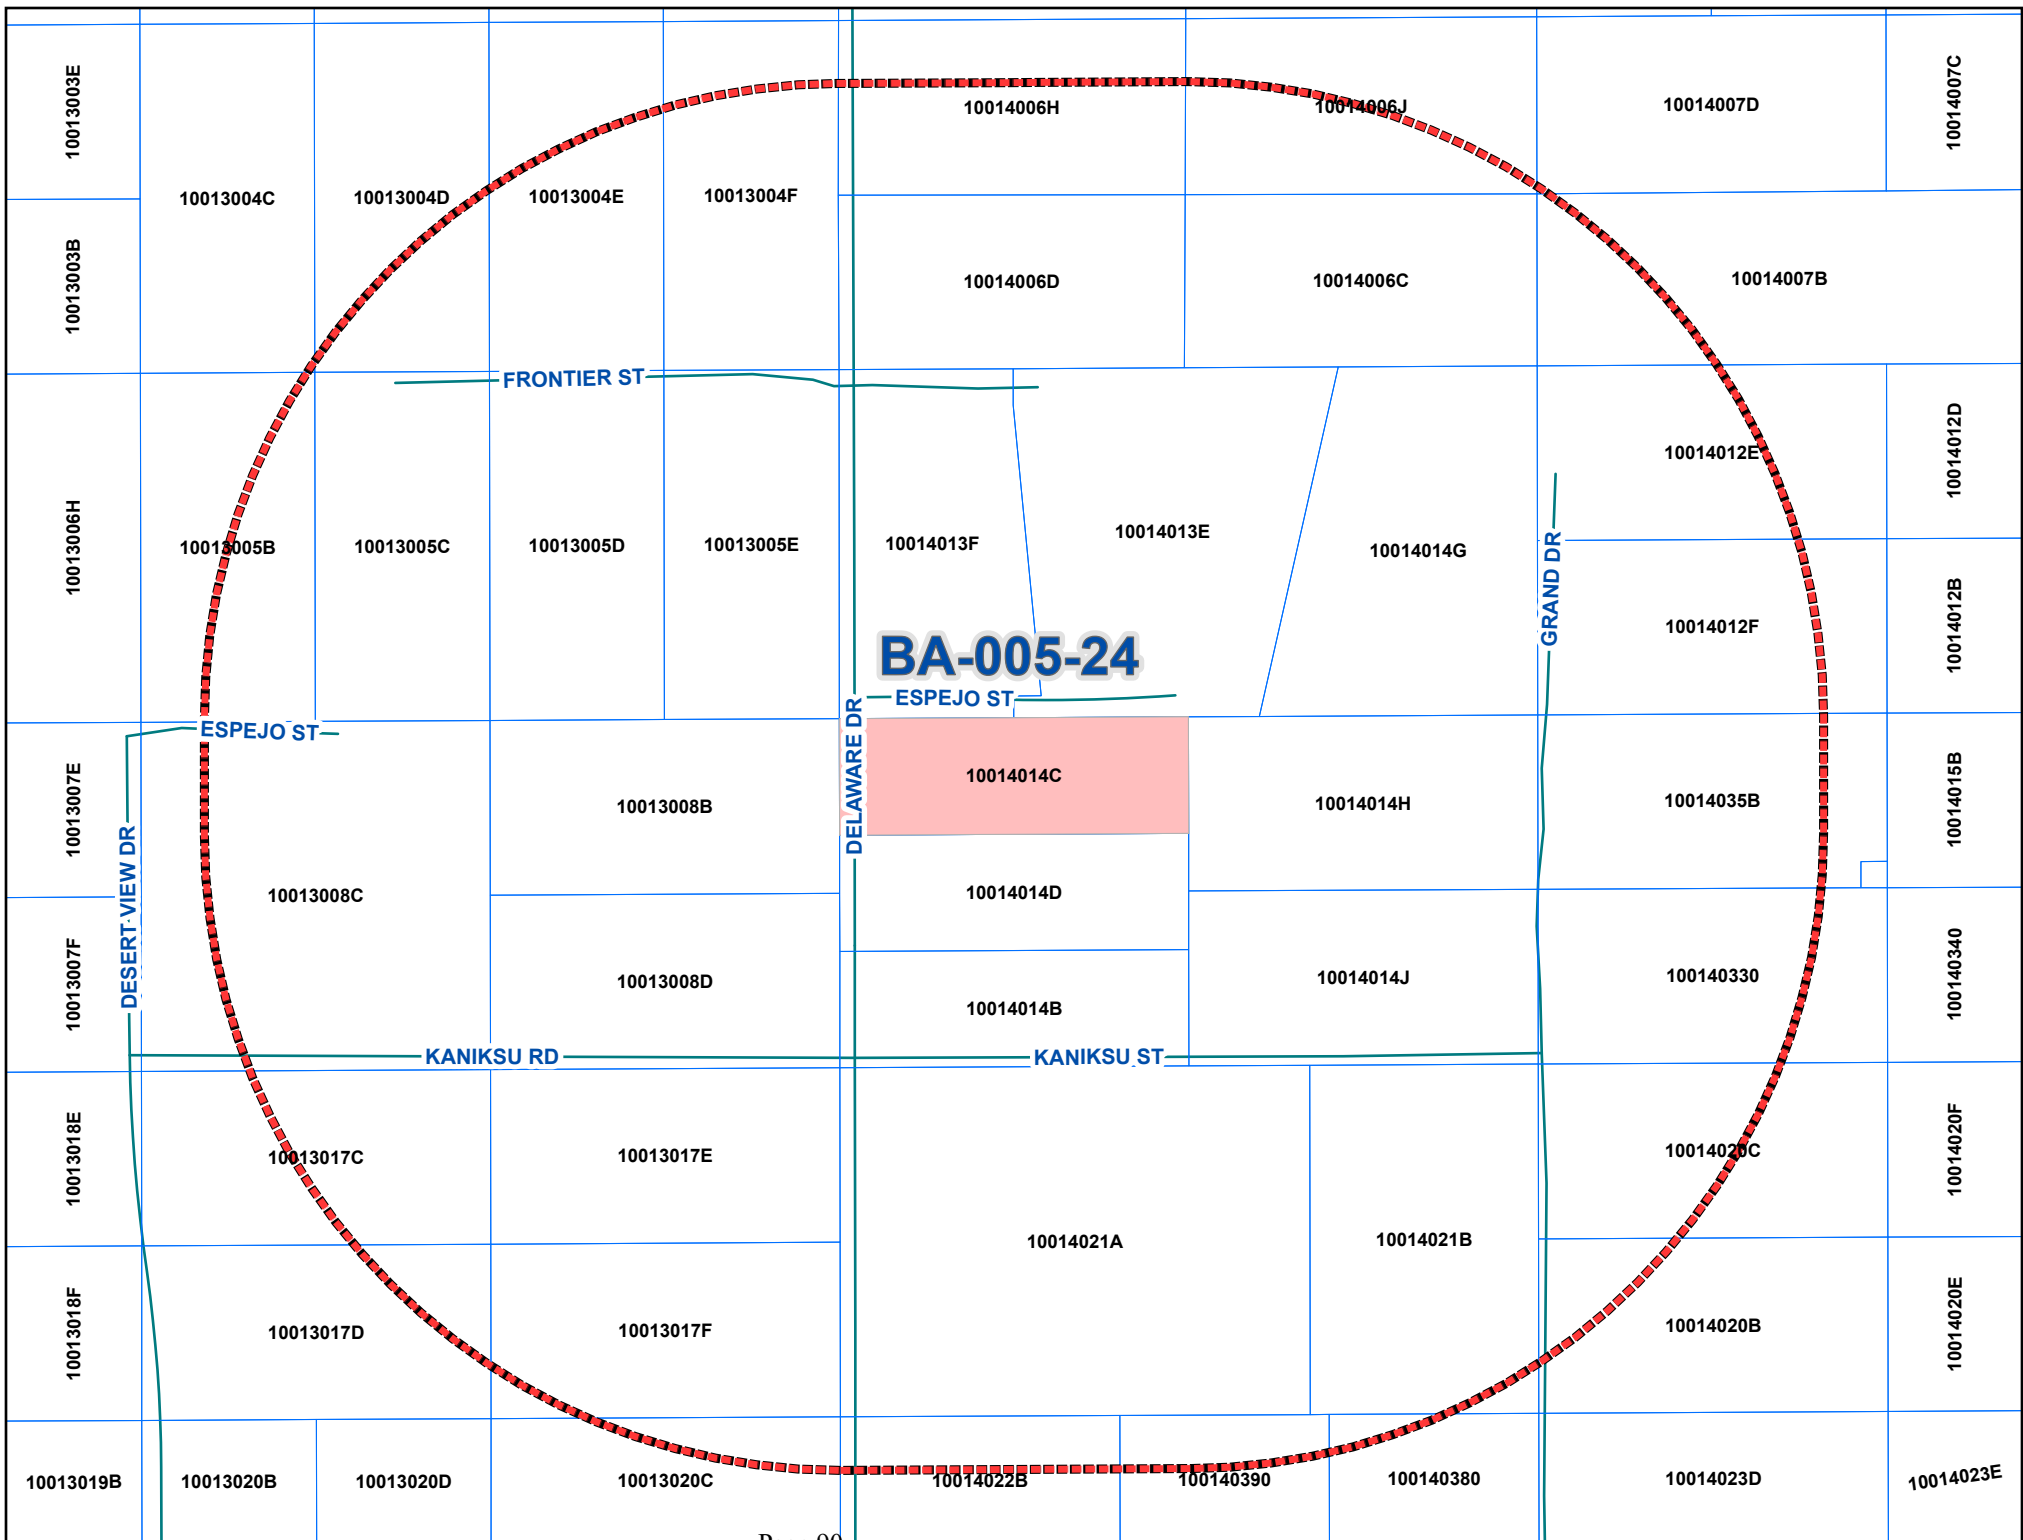 10013003E
10014007C
10014006H
10014006J
10014007D
10013004C
10013004D
10013004E
10013004F
10013003B
10014006D
10014006C
10014007B
FRONTIER ST
10014012D
10014012E
10013006H
10013005B
10013005C
10013005D
10013005E
10014013F
10014013E
10014014G
GRAND DR
10014012F
10014012B
BA-005-24
ESPEJO ST
ESPEJO ST
DELAWARE DR
10013007E
10013008B
10014014C
10014014H
10014035B
10014015B
DESERT VIEW DR
10013008C
10014014D
10013007F
10013008D
10014014B
10014014J
100140330
100140340
KANIKSU RD
KANIKSU ST
10013018E
10013017C
10013017E
10014020C
10014020F
10014021A
10014021B
10013018F
10013017D
10013017F
10014020B
10014020E
10013019B
10013020B
10013020D
10013020C
10014022B
100140390
100140380
10014023D
10014023E